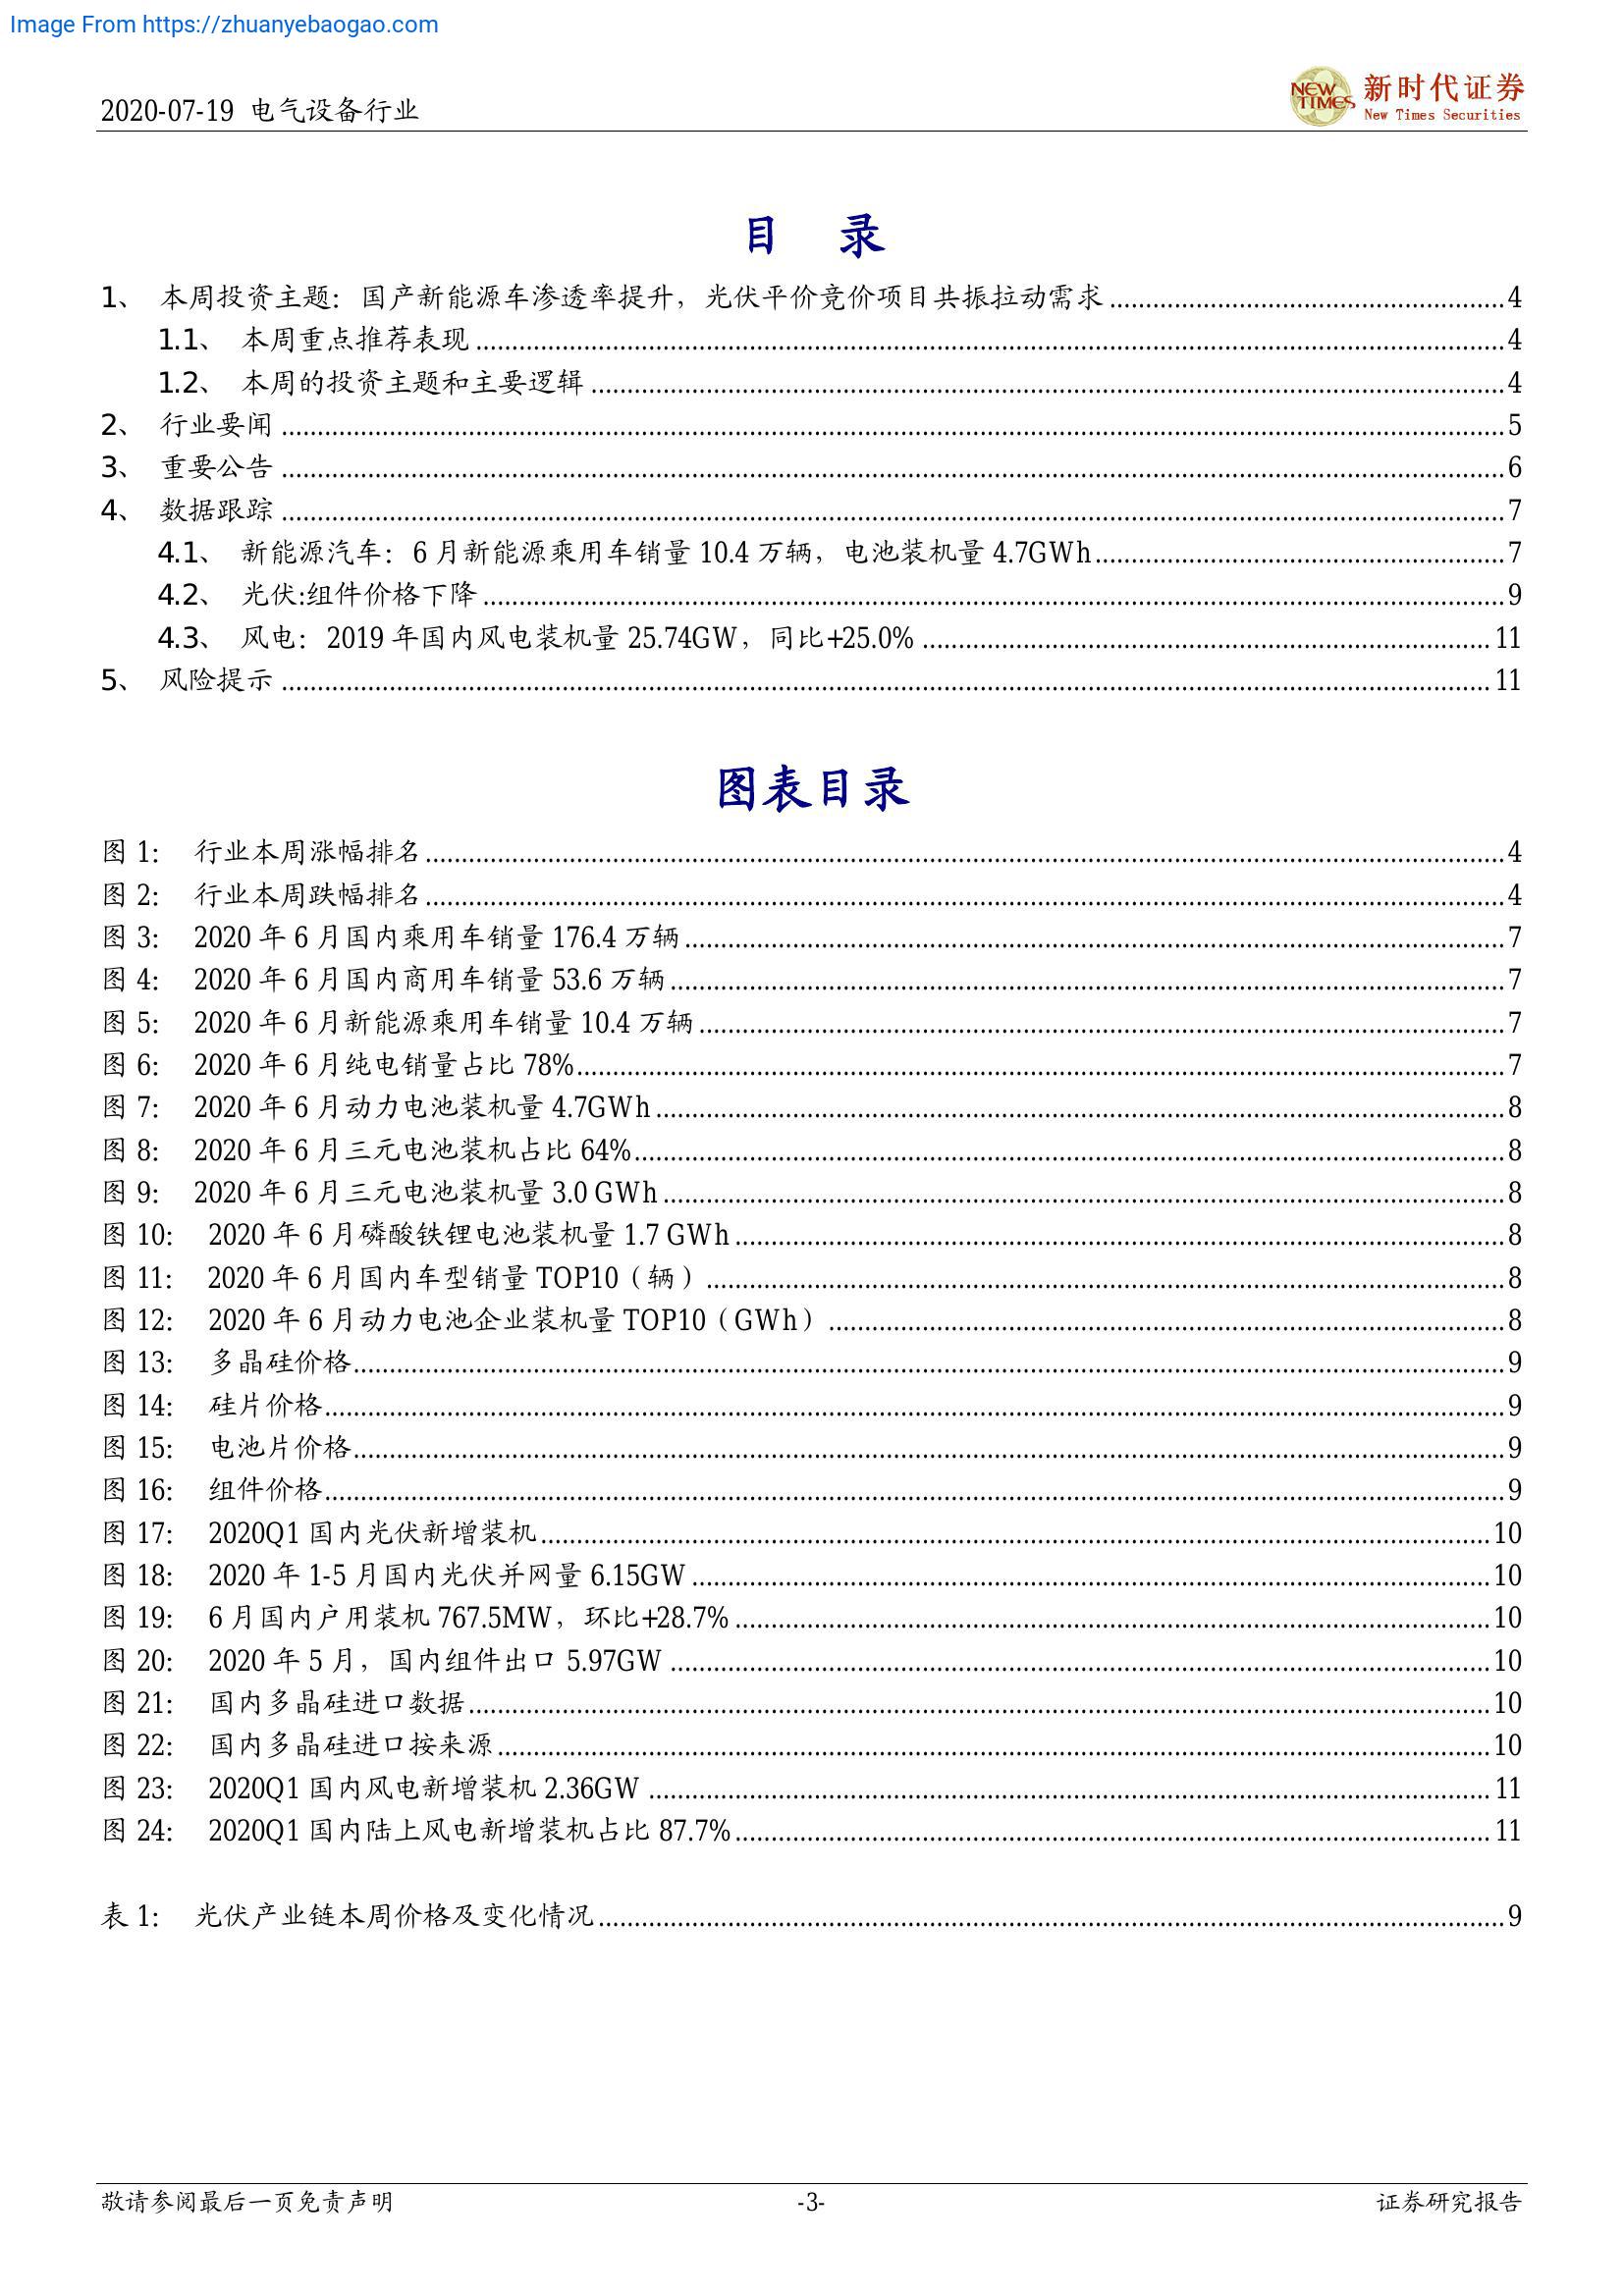 Image From https://zhuanyebaogao.com
2020-07-19 电气设备行业
NEW TIMES 新时代证券
New Times Securities
目 录
1、 本周投资主题：国产新能源车渗透率提升，光伏平价竞价项目共振拉动需求 4
1.1、 本周重点推荐表现 4
1.2、 本周的投资主题和主要逻辑 4
2、 行业要闻 5
3、 重要公告 6
4、 数据跟踪 7
4.1、 新能源汽车：6 月新能源乘用车销量 10.4 万辆，电池装机量 4.7GWh 7
4.2、 光伏:组件价格下降 9
4.3、 风电：2019 年国内风电装机量 25.74GW，同比+25.0% 11
5、 风险提示 11
图表目录
图 1: 行业本周涨幅排名 4
图 2: 行业本周跌幅排名 4
图 3: 2020 年 6 月国内乘用车销量 176.4 万辆 7
图 4: 2020 年 6 月国内商用车销量 53.6 万辆 7
图 5: 2020 年 6 月新能源乘用车销量 10.4 万辆 7
图 6: 2020 年 6 月纯电销量占比 78% 7
图 7: 2020 年 6 月动力电池装机量 4.7GWh 8
图 8: 2020 年 6 月三元电池装机占比 64% 8
图 9: 2020 年 6 月三元电池装机量 3.0 GWh 8
图 10: 2020 年 6 月磷酸铁锂电池装机量 1.7 GWh 8
图 11: 2020 年 6 月国内车型销量 TOP10（辆） 8
图 12: 2020 年 6 月动力电池企业装机量 TOP10（GWh） 8
图 13: 多晶硅价格 9
图 14: 硅片价格 9
图 15: 电池片价格 9
图 16: 组件价格 9
图 17: 2020Q1 国内光伏新增装机 10
图 18: 2020 年 1-5 月国内光伏并网量 6.15GW 10
图 19: 6 月国内户用装机 767.5MW，环比+28.7% 10
图 20: 2020 年 5 月，国内组件出口 5.97GW 10
图 21: 国内多晶硅进口数据 10
图 22: 国内多晶硅进口按来源 10
图 23: 2020Q1 国内风电新增装机 2.36GW 11
图 24: 2020Q1 国内陆上风电新增装机占比 87.7% 11
表 1: 光伏产业链本周价格及变化情况 9
敬请参阅最后一页免责声明 -3- 证券研究报告